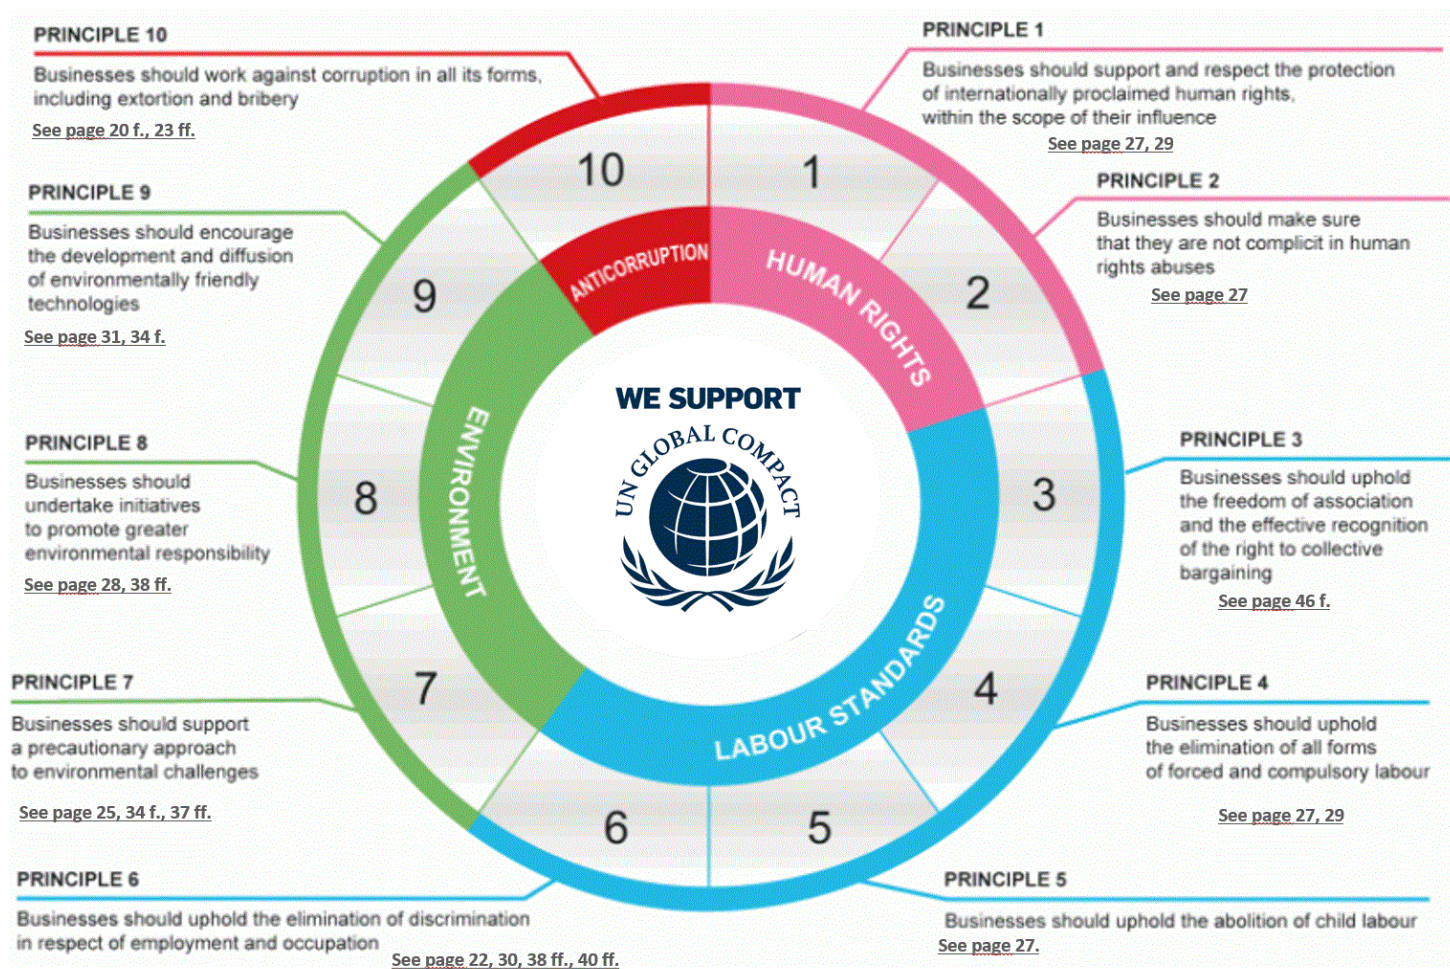 PRINCIPLE 10
Businesses should work against corruption in all its forms,
including extortion and bribery
See page 20 f., 23 ff.
PRINCIPLE 1
Businesses should support and respect the protection
of internationally proclaimed human rights,
within the scope of their influence
See page 27, 29
PRINCIPLE 9
Businesses should encourage
the development and diffusion
of environmentally friendly
technologies
See page 31, 34 f.
PRINCIPLE 2
Businesses should make sure
that they are not complicit in human
rights abuses
See page 27
PRINCIPLE 8
Businesses should
undertake initiatives
to promote greater
environmental responsibility
See page 28, 38 ff.
PRINCIPLE 3
Businesses should uphold
the freedom of association
and the effective recognition
of the right to collective
bargaining
See page 46 f.
PRINCIPLE 7
Businesses should support
a precautionary approach
to environmental challenges
See page 25, 34 f., 37 ff.
PRINCIPLE 4
Businesses should uphold
the elimination of all forms
of forced and compulsory labour
See page 27, 29
PRINCIPLE 6
Businesses should uphold the elimination of discrimination
in respect of employment and occupation
See page 22, 30, 38 ff., 40 ff.
PRINCIPLE 5
Businesses should uphold the abolition of child labour
See page 27.
10
1
9
2
8
3
7
4
6
5
ANTICORRUPTION
HUMAN RIGHTS
ENVIRONMENT
LABOUR STANDARDS
WE SUPPORT
UN GLOBAL COMPACT